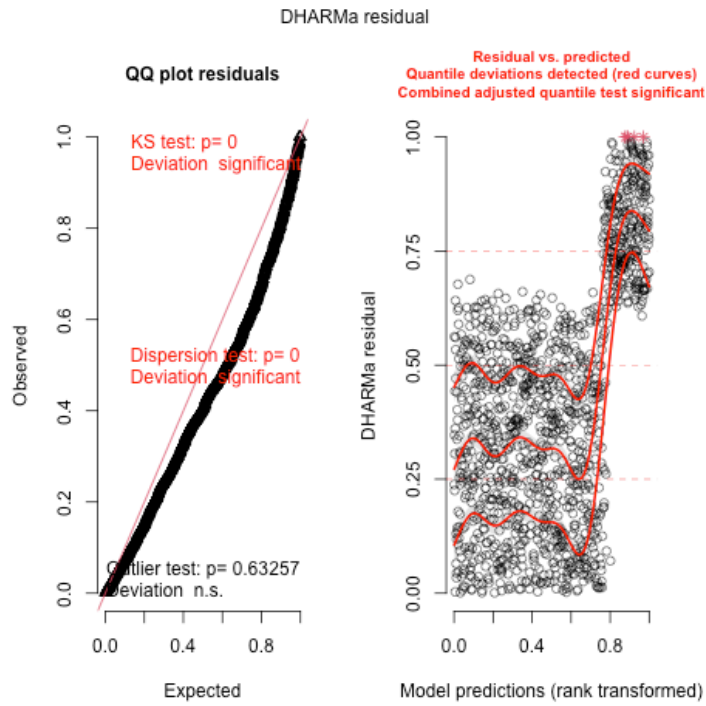 DHARMa residual
QQ plot residuals
KS test: p= 0
Deviation  significant
Dispersion test: p= 0
Deviation  significant
Outlier test: p= 0.63257
Deviation  n.s.
Observed
0.0 0.2 0.4 0.6 0.8 1.0
0.0 0.4 0.8
Expected
Residual vs. predicted
Quantile deviations detected (red curves)
Combined adjusted quantile test significant
DHARMa residual
0.00 0.25 0.50 0.75 1.00
0.0 0.4 0.8
Model predictions (rank transformed)